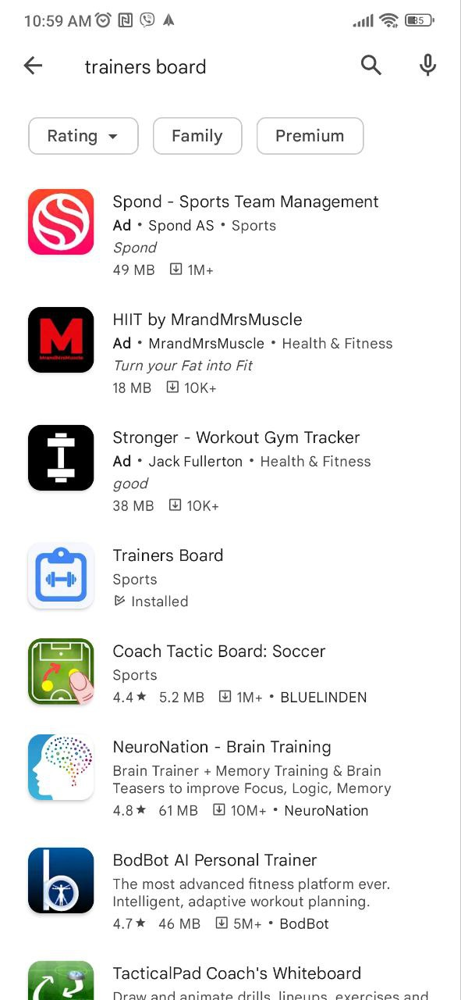 10:59 AM
85
trainers board
Rating
Family
Premium
Spond - Sports Team Management
Ad • Spond AS • Sports
Spond
49 MB 1M+
M
MrandMrsMuscle
HIIT by MrandMrsMuscle
Ad • MrandMrsMuscle • Health & Fitness
Turn your Fat into Fit
18 MB 10K+
Stronger - Workout Gym Tracker
Ad • Jack Fullerton • Health & Fitness
good
38 MB 10K+
Trainers Board
Sports
Installed
Coach Tactic Board: Soccer
Sports
4.4★ 5.2 MB 1M+ • BLUELINDEN
NeuroNation - Brain Training
Brain Trainer + Memory Training & Brain
Teasers to improve Focus, Logic, Memory
4.8★ 61 MB 10M+ • NeuroNation
b
BodBot AI Personal Trainer
The most advanced fitness platform ever.
Intelligent, adaptive workout planning.
4.7★ 46 MB 5M+ • BodBot
TacticalPad Coach's Whiteboard
Draw and animate drills, lineups, exercises and